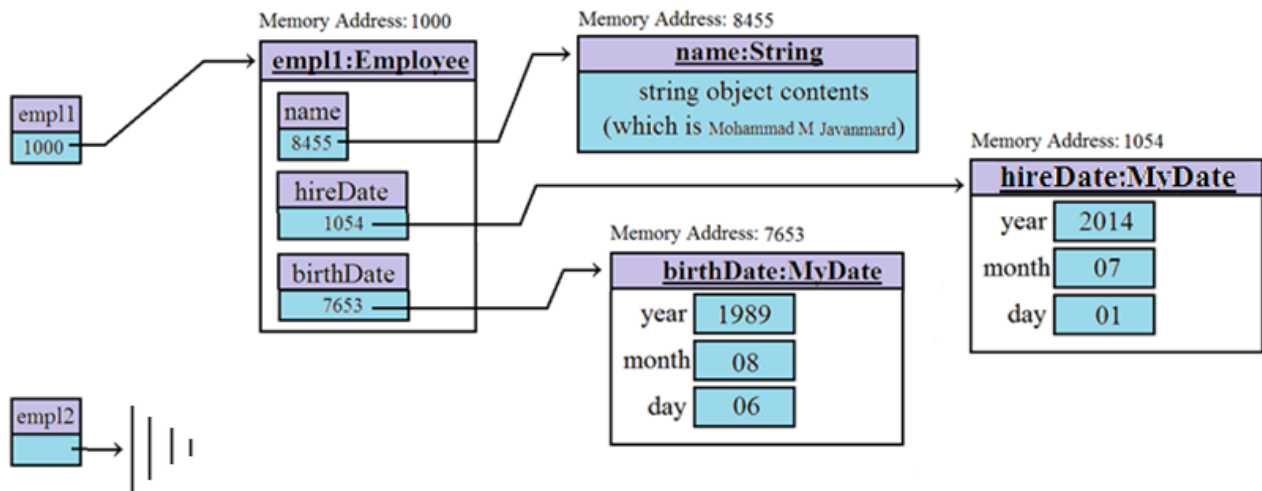 Memory Address: 1000
empl1:Employee
name
8455
hireDate
1054
birthDate
7653
empl1
1000
Memory Address: 8455
name:String
string object contents
(which is Mohammad M Javanmard)
Memory Address: 1054
hireDate:MyDate
year 2014
month 07
day 01
Memory Address: 7653
birthDate:MyDate
year 1989
month 08
day 06
empl2